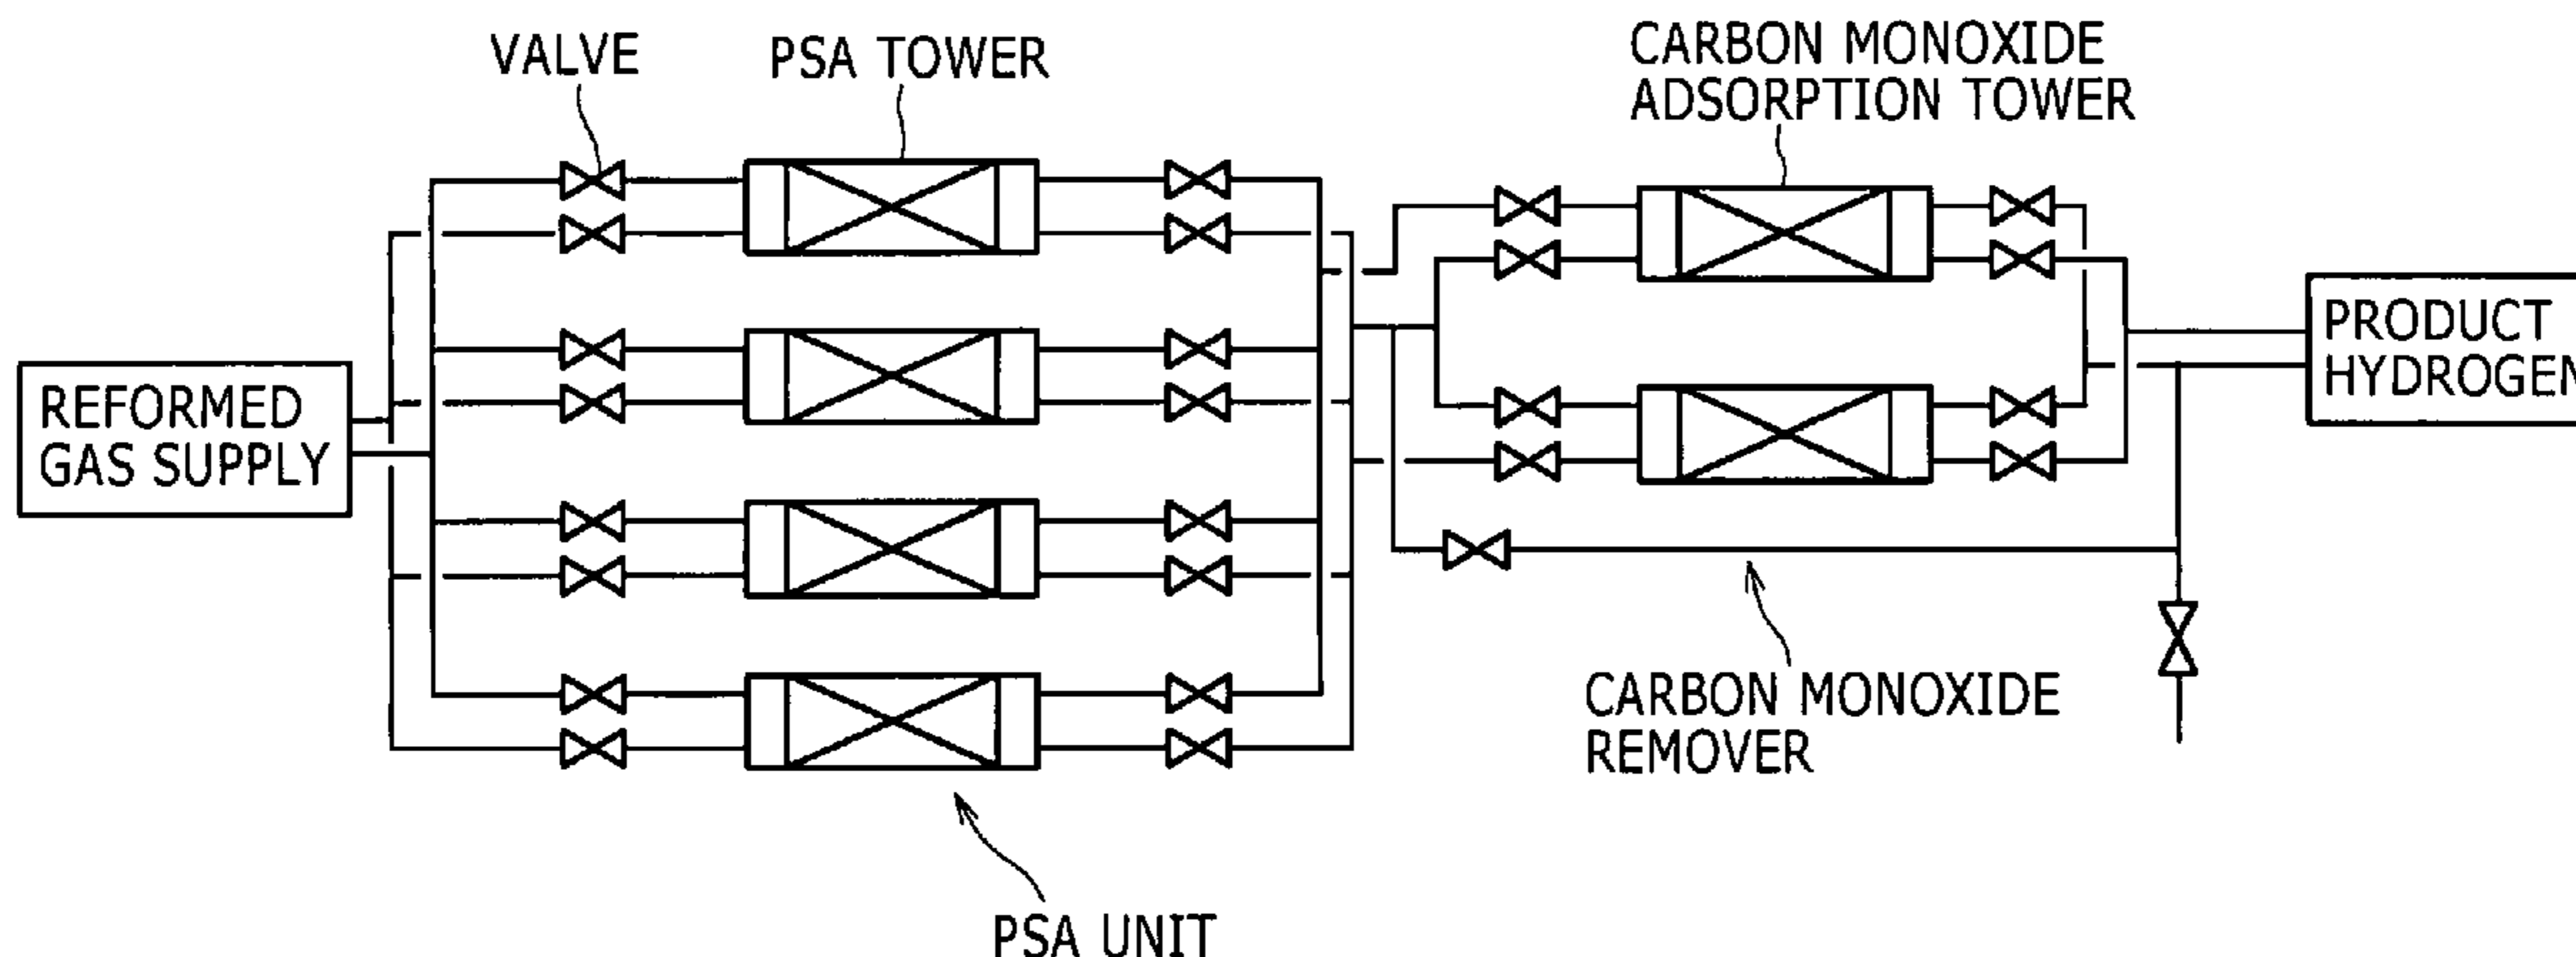 VALVE
PSA TOWER
CARBON MONOXIDE
ADSORPTION TOWER
REFORMED
GAS SUPPLY
PRODUCT
HYDROGEN
CARBON MONOXIDE
REMOVER
PSA UNIT